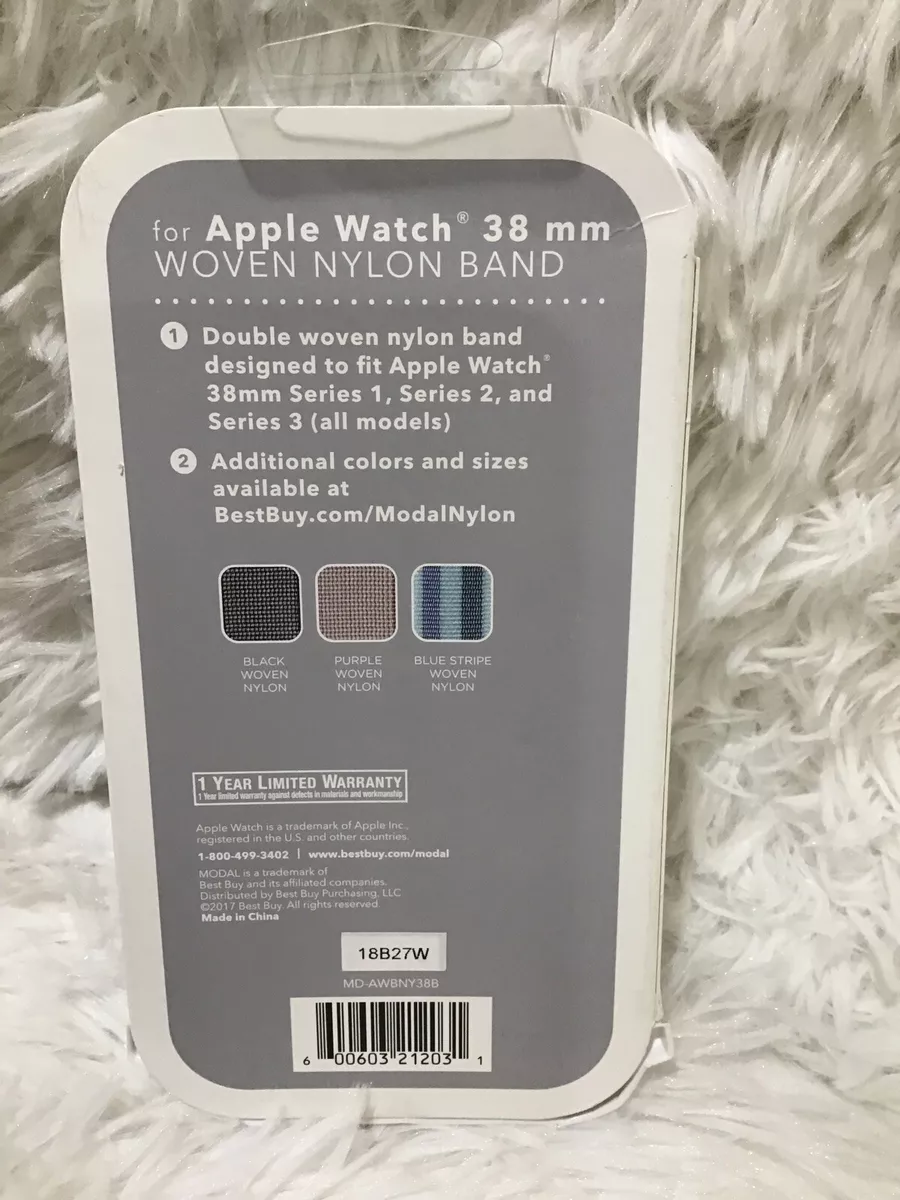 for Apple Watch® 38 mm
WOVEN NYLON BAND
1 Double woven nylon band
designed to fit Apple Watch®
38mm Series 1, Series 2, and
Series 3 (all models)
2 Additional colors and sizes
available at
BestBuy.com/ModalNylon
BLACK
WOVEN
NYLON
PURPLE
WOVEN
NYLON
BLUE STRIPE
WOVEN
NYLON
1 YEAR LIMITED WARRANTY
1 Year limited warranty against defects in materials and workmanship
Apple Watch is a trademark of Apple Inc.,
registered in the U.S. and other countries.
1-800-499-3402 | www.bestbuy.com/modal
MODAL is a trademark of
Best Buy and its affiliated companies.
Distributed by Best Buy Purchasing, LLC
©2017 Best Buy. All rights reserved.
Made in China
18B27W
MD-AWBNY38B
6 00603 21203 1